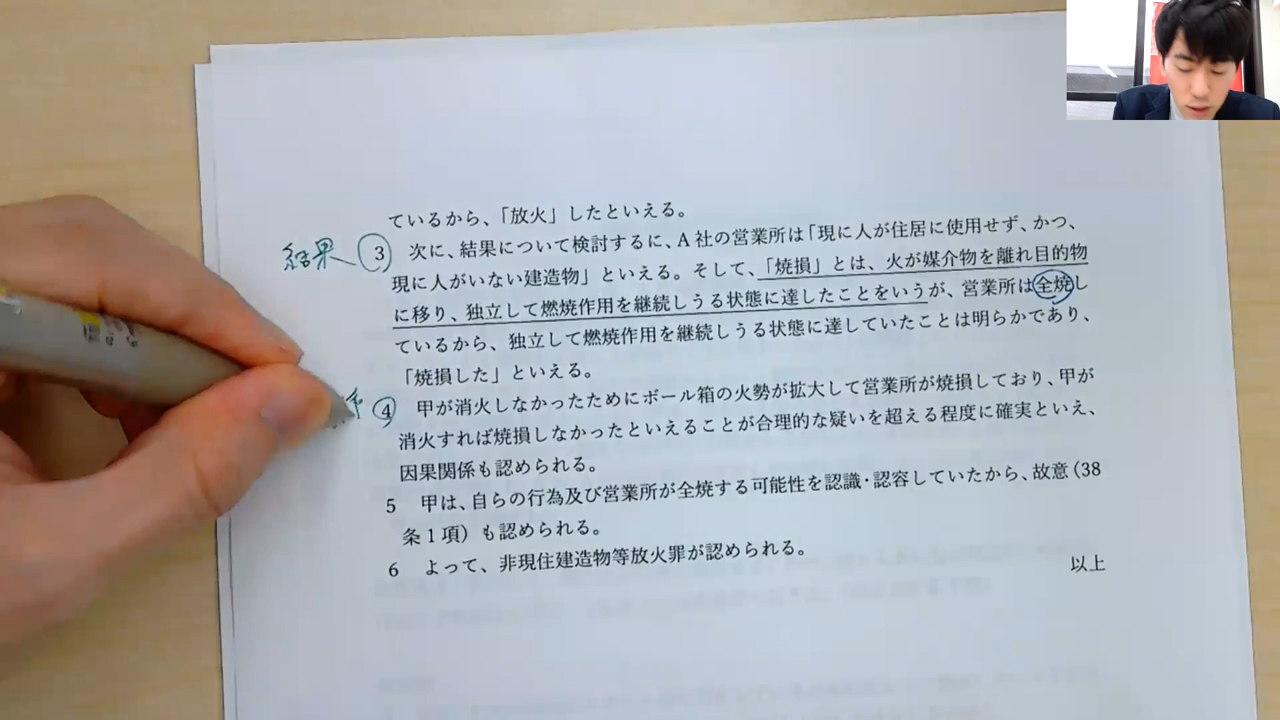 ているから、「放火」したといえる。
結果 3 次に、結果について検討するに、A社の営業所は「現に人が住居に使用せず、かつ、
現に人がいない建造物」といえる。そして、「焼損」とは、火が媒介物を離れ目的物
に移り、独立して燃焼作用を継続しうる状態に達したことをいうが、営業所は全焼し
ているから、独立して燃焼作用を継続しうる状態に達していたことは明らかであり、
「焼損した」といえる。
4 甲が消火しなかったためにボール箱の火勢が拡大して営業所が焼損しており、甲が
消火すれば焼損しなかったといえることが合理的な疑いを超える程度に確実といえ、
因果関係も認められる。
5 甲は、自らの行為及び営業所が全焼する可能性を認識・認容していたから、故意(38
条1項)も認められる。
6 よって、非現住建造物等放火罪が認められる。
以上